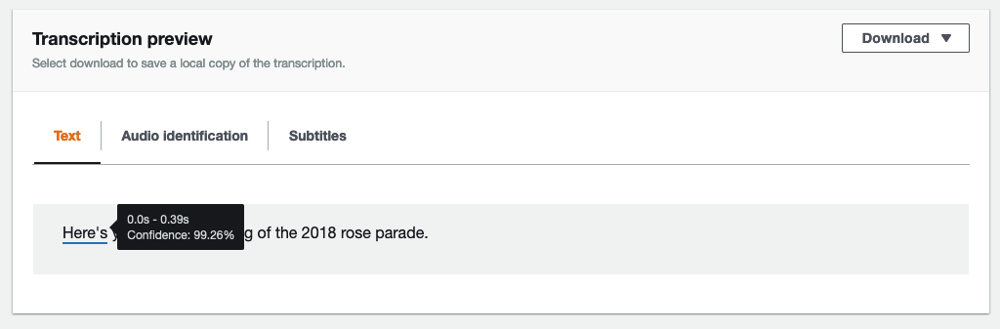 Transcription preview
Download ▼
Select download to save a local copy of the transcription.
Text
Audio identification
Subtitles
0.0s - 0.39s
Confidence: 99.26%
Here's g of the 2018 rose parade.